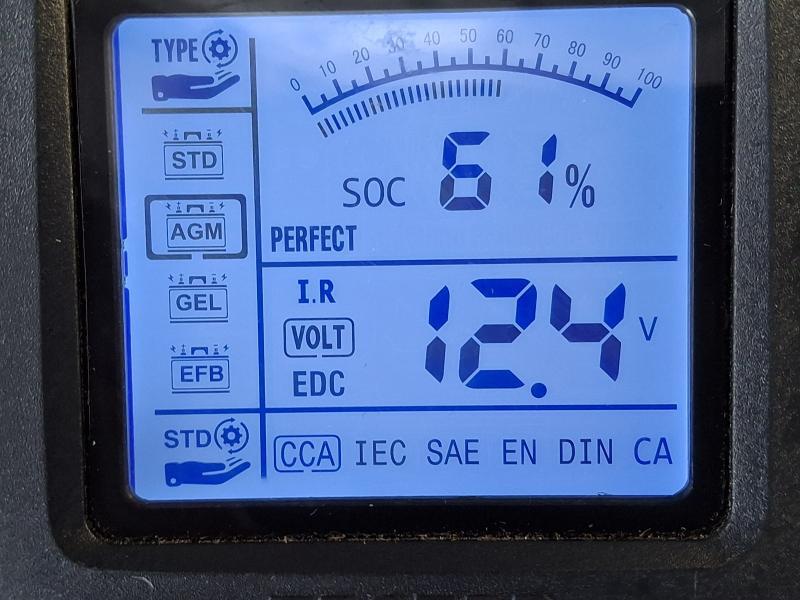 TYPE
STD
AGM
GEL
EFB
STD
0 10 20 30 40 50 60 70 80 90 100
SOC 61%
PERFECT
I.R
VOLT
EDC
12.4 V
CCA IEC SAE EN DIN CA